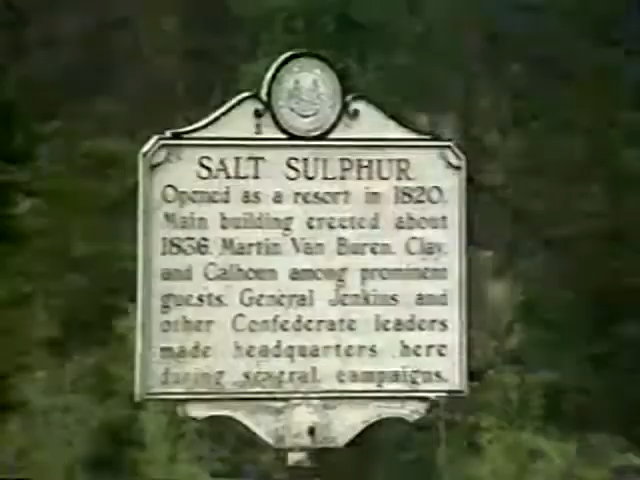 SALT SULPHUR
Opened as a resort in 1820.
Main building erected about
1836. Martin Van Buren, Clay,
and Calhoun among prominent
guests. General Jenkins and
other Confederate leaders
made headquarters here
during several campaigns.